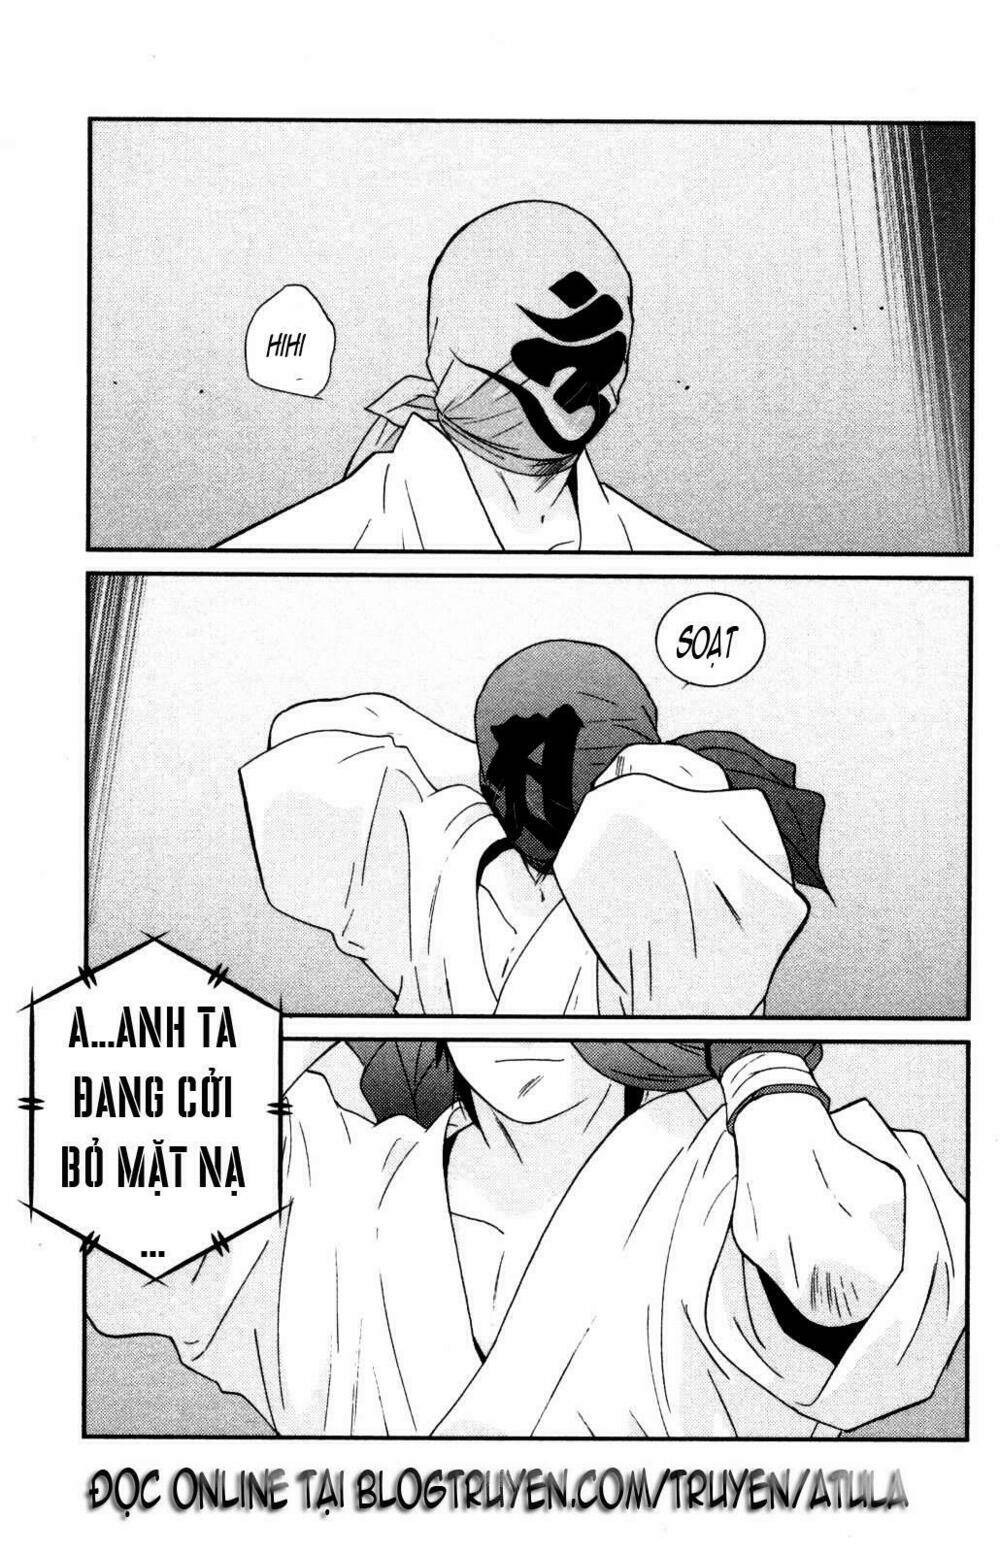 HIHI
SOẠT
A...ANH TA
ĐANG CỞI
BỎ MẶT NẠ
...
ĐỌC ONLINE TẠI BLOGTRUYEN.COM/TRUYEN/ATULA